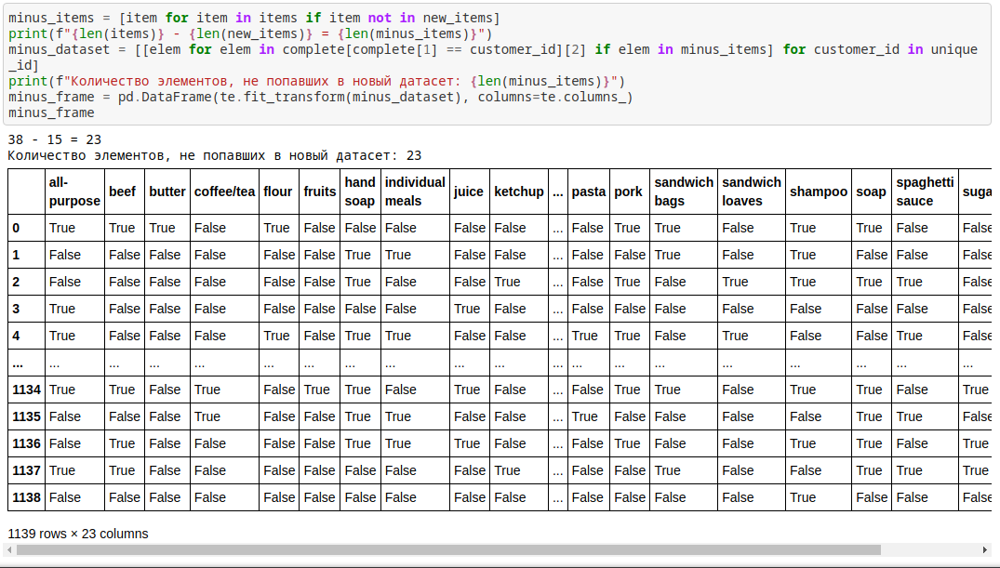 minus_items = [item for item in items if item not in new_items]
print(f"{len(items)} - {len(new_items)} = {len(minus_items)}")
minus_dataset = [[elem for elem in complete[complete[1] == customer_id][2] if elem in minus_items] for customer_id in unique
_id]
print(f"Количество элементов, не попавших в новый датасет: {len(minus_items)}")
minus_frame = pd.DataFrame(te.fit_transform(minus_dataset), columns=te.columns_)
minus_frame
38 - 15 = 23
Количество элементов, не попавших в новый датасет: 23
all-purpose beef butter coffee/tea flour fruits hand soap individual meals juice ketchup ... pasta pork sandwich bags sandwich loaves shampoo soap spaghetti sauce suga
0 True True True False True False False False False False ... False True True False True True False False
1 False False False False False False True True False False ... False False True False True False False False
2 False False False False False False True False False True ... False True False True True True True False
3 True False False False False False False False True False ... False False False False False False False False
4 True False False False True False True True False False ... True True False True False False True False
... ... ... ... ... ... ... ... ... ... ... ... ... ... ... ... ... ... ... ...
1134 True True False True False True True False True False ... False True True False False True False True
1135 False False False True False False True True False False ... True False False False False True True False
1136 False False False False False False True True True False ... False True False False True False False True
1137 True True False False False False False False False True ... False False True False False True True True
1138 False False False False False False False False False False ... False False False False True False False False
1139 rows × 23 columns